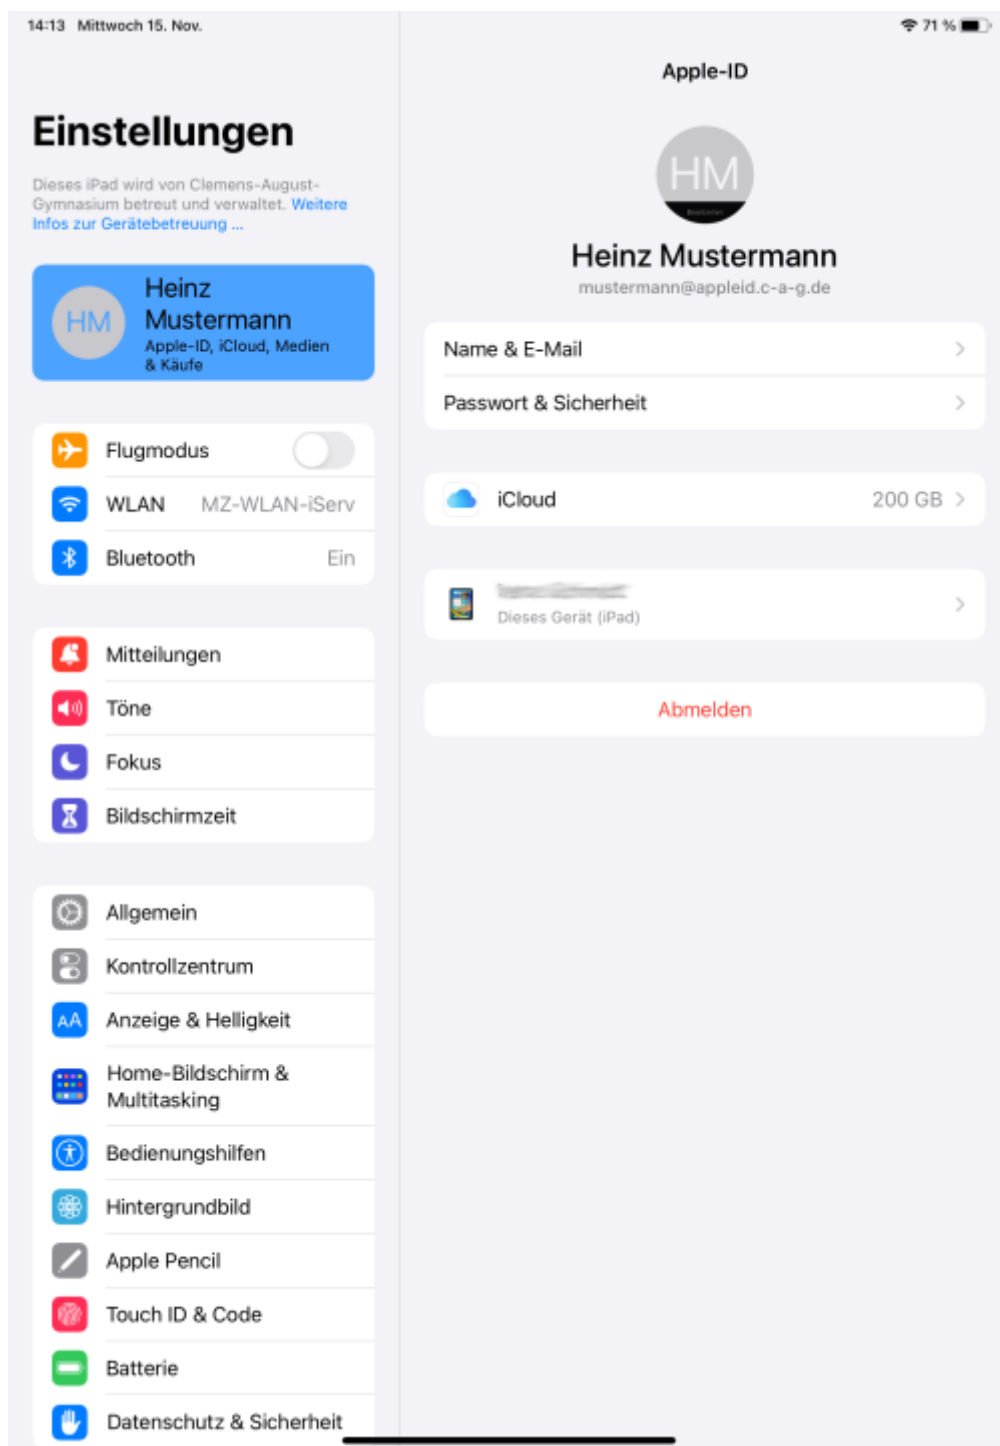 14:13 Mittwoch 15. Nov.
71 %
Einstellungen
Dieses iPad wird von Clemens-August-
Gymnasium betreut und verwaltet. Weitere
Infos zur Gerätebetreuung ...
HM
Heinz
Mustermann
Apple-ID, iCloud, Medien
& Käufe
Flugmodus
WLAN MZ-WLAN-iServ
Bluetooth Ein
Mitteilungen
Töne
Fokus
Bildschirmzeit
Allgemein
Kontrollzentrum
AA Anzeige & Helligkeit
Home-Bildschirm &
Multitasking
Bedienungshilfen
Hintergrundbild
Apple Pencil
Touch ID & Code
Batterie
Datenschutz & Sicherheit
Apple-ID
HM
Bearbeiten
Heinz Mustermann
mustermann@appleid.c-a-g.de
Name & E-Mail
Passwort & Sicherheit
iCloud 200 GB
Dieses Gerät (iPad)
Abmelden